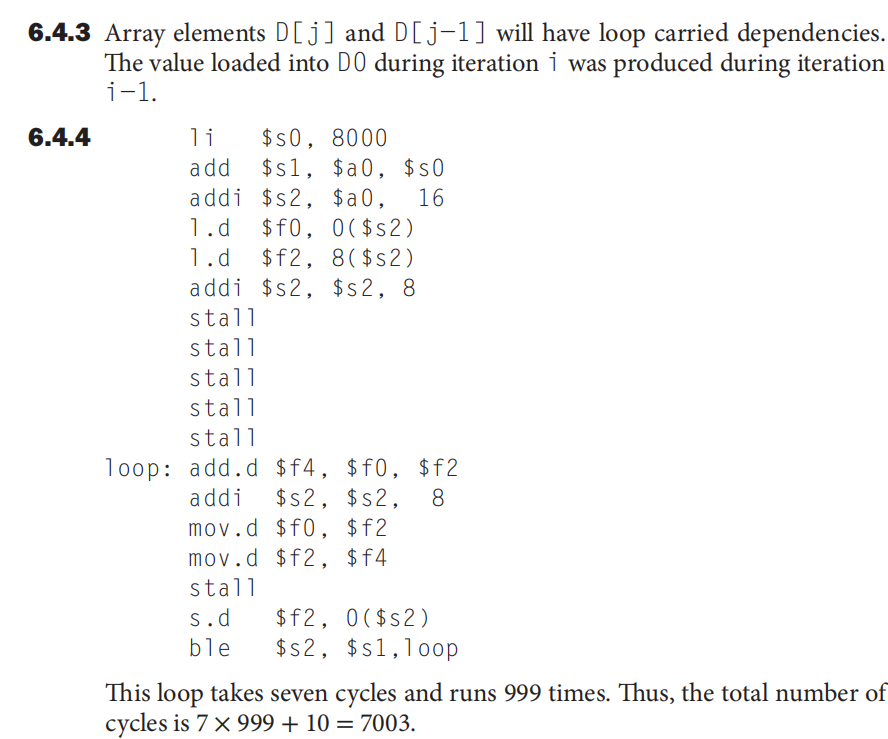 6.4.3 Array elements D[j] and D[j-1] will have loop carried dependencies.
The value loaded into D0 during iteration i was produced during iteration
i-1.
6.4.4 li $s0, 8000
add $s1, $a0, $s0
addi $s2, $a0, 16
l.d $f0, 0($s2)
l.d $f2, 8($s2)
addi $s2, $s2, 8
stall
stall
stall
stall
stall
loop: add.d $f4, $f0, $f2
addi $s2, $s2, 8
mov.d $f0, $f2
mov.d $f2, $f4
stall
s.d $f2, 0($s2)
ble $s2, $s1,loop
This loop takes seven cycles and runs 999 times. Thus, the total number of
cycles is 7 × 999 + 10 = 7003.